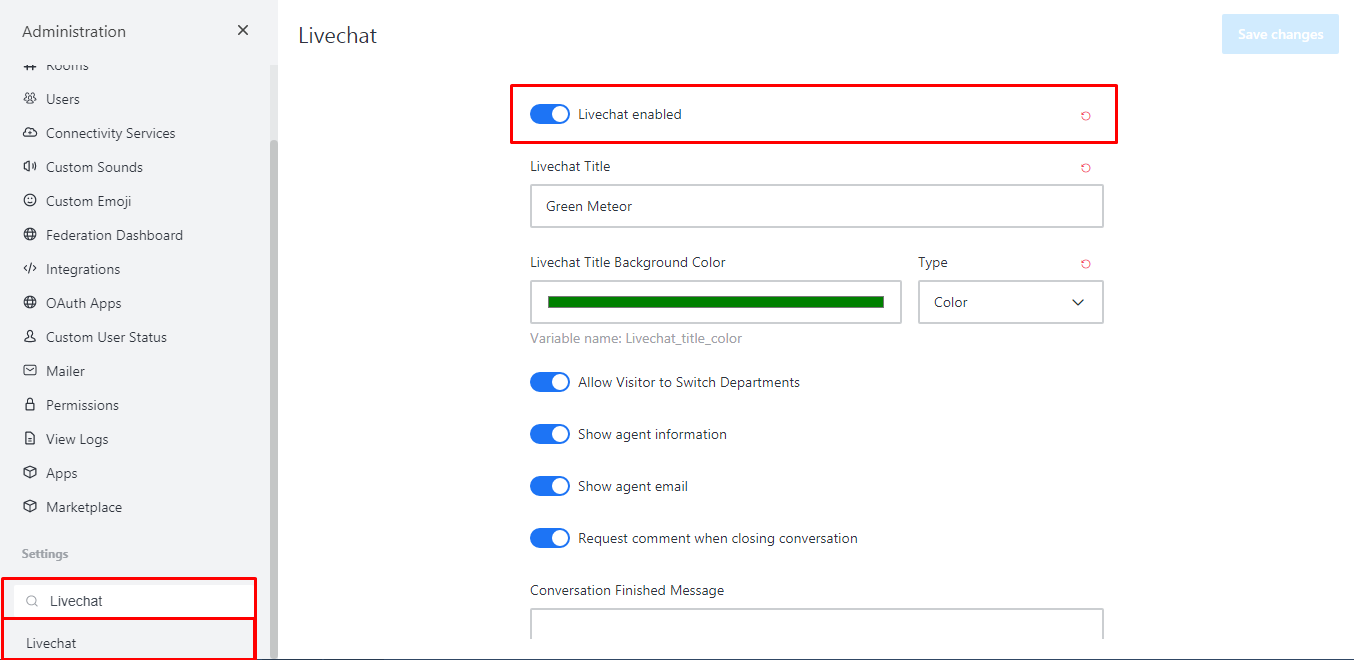 Administration
Rooms
Users
Connectivity Services
Custom Sounds
Custom Emoji
Federation Dashboard
Integrations
OAuth Apps
Custom User Status
Mailer
Permissions
View Logs
Apps
Marketplace
Settings
Livechat
Livechat
Livechat
Save changes
Livechat enabled
Livechat Title
Green Meteor
Livechat Title Background Color
Type
Color
Variable name: Livechat_title_color
Allow Visitor to Switch Departments
Show agent information
Show agent email
Request comment when closing conversation
Conversation Finished Message